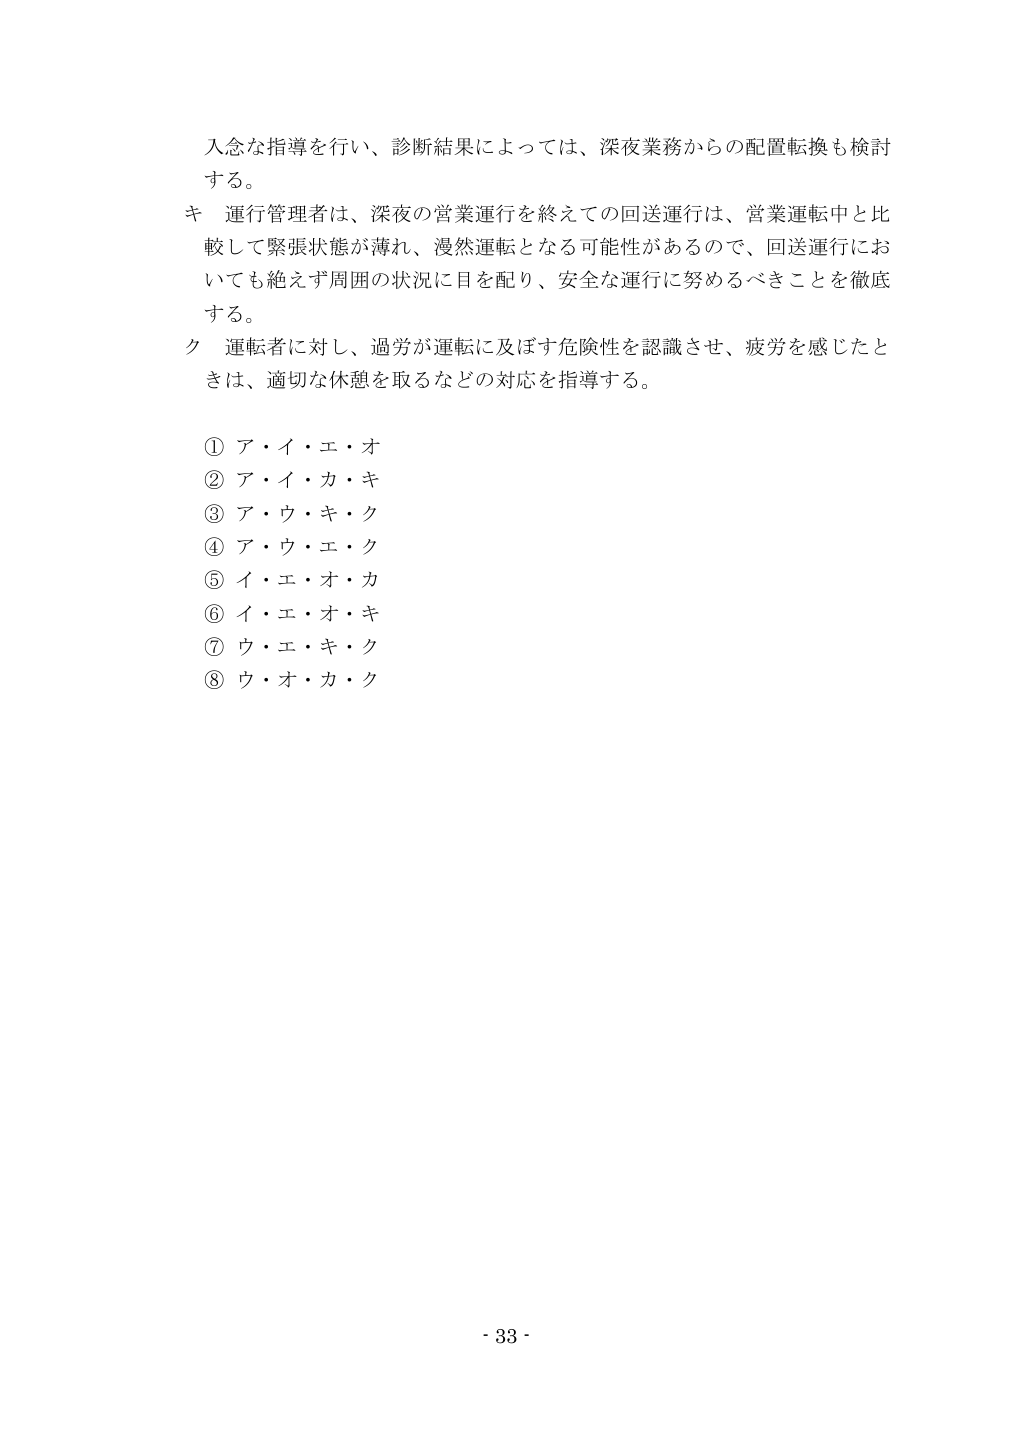 入念な指導を行い、診断結果によっては、深夜業務からの配置転換も検討
する。
キ　運行管理者は、深夜の営業運行を終えての回送運行は、営業運転中と比
較して緊張状態が薄れ、漫然運転となる可能性があるので、回送運行にお
いても絶えず周囲の状況に目を配り、安全な運行に努めるべきことを徹底
する。
ク　運転者に対し、過労が運転に及ぼす危険性を認識させ、疲労を感じたと
きは、適切な休憩を取るなどの対応を指導する。
① ア・イ・エ・オ
② ア・イ・カ・キ
③ ア・ウ・キ・ク
④ ア・ウ・エ・ク
⑤ イ・エ・オ・カ
⑥ イ・エ・オ・キ
⑦ ウ・エ・キ・ク
⑧ ウ・オ・カ・ク
- 33 -